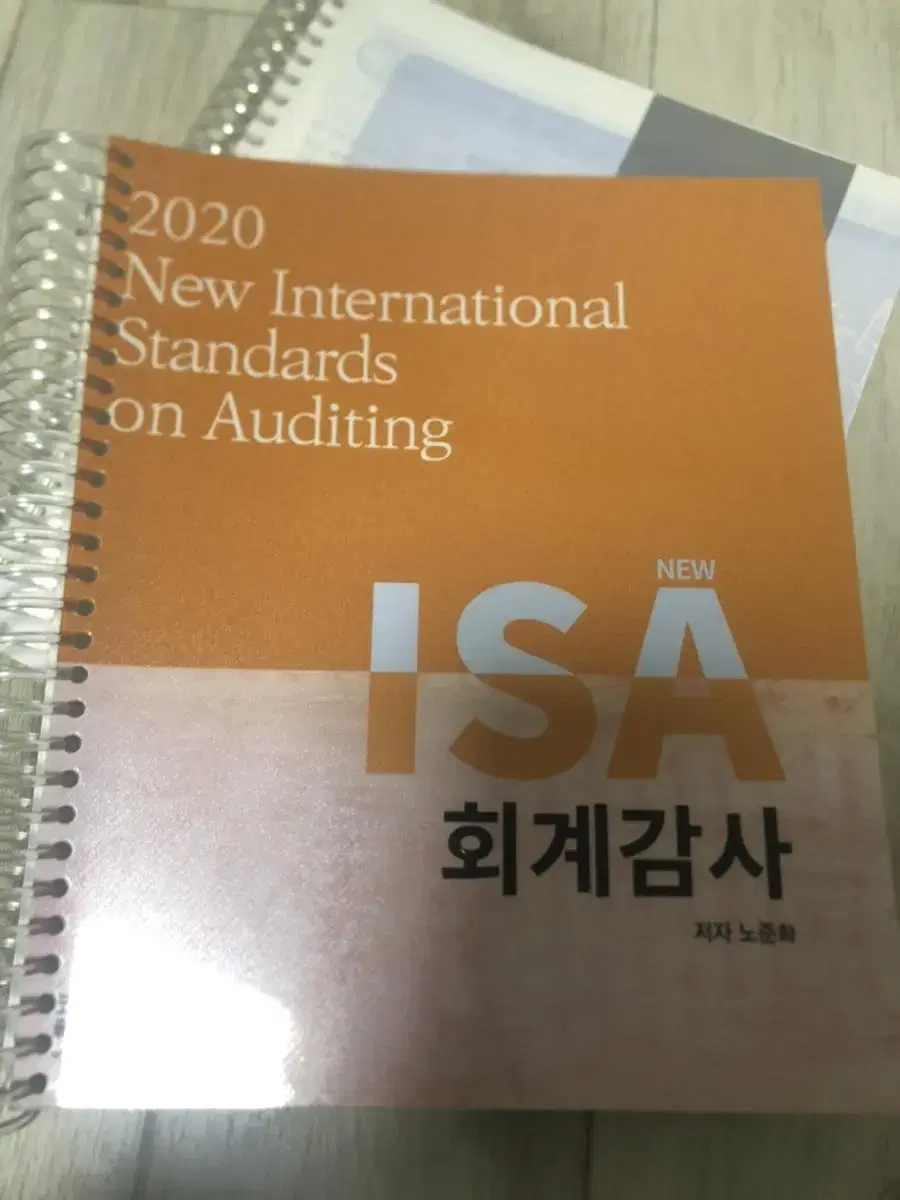 2020
New International
Standards
on Auditing
NEW
ISA
회계감사
저자 노준화